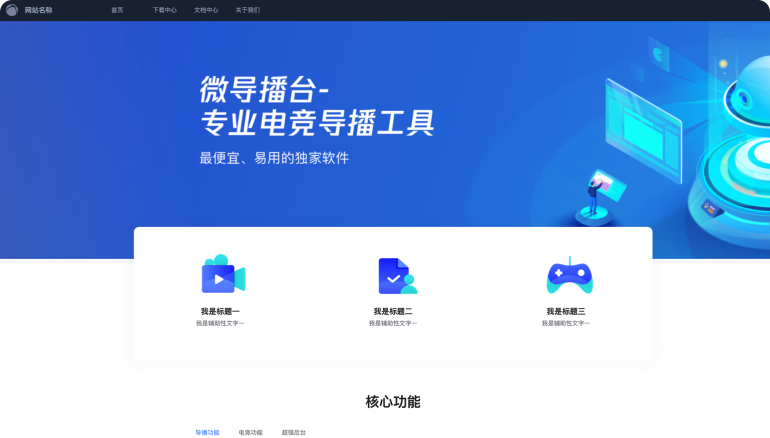 网站名称 首页 下载中心 文档中心 关于我们
微导播台-
专业电竞导播工具
最便宜、易用的独家软件
我是标题一 我是标题二 我是标题三
我是辅助性文字一 我是辅助性文字一 我是辅助性文字一
核心功能
导播功能 电竞功能 超强后台